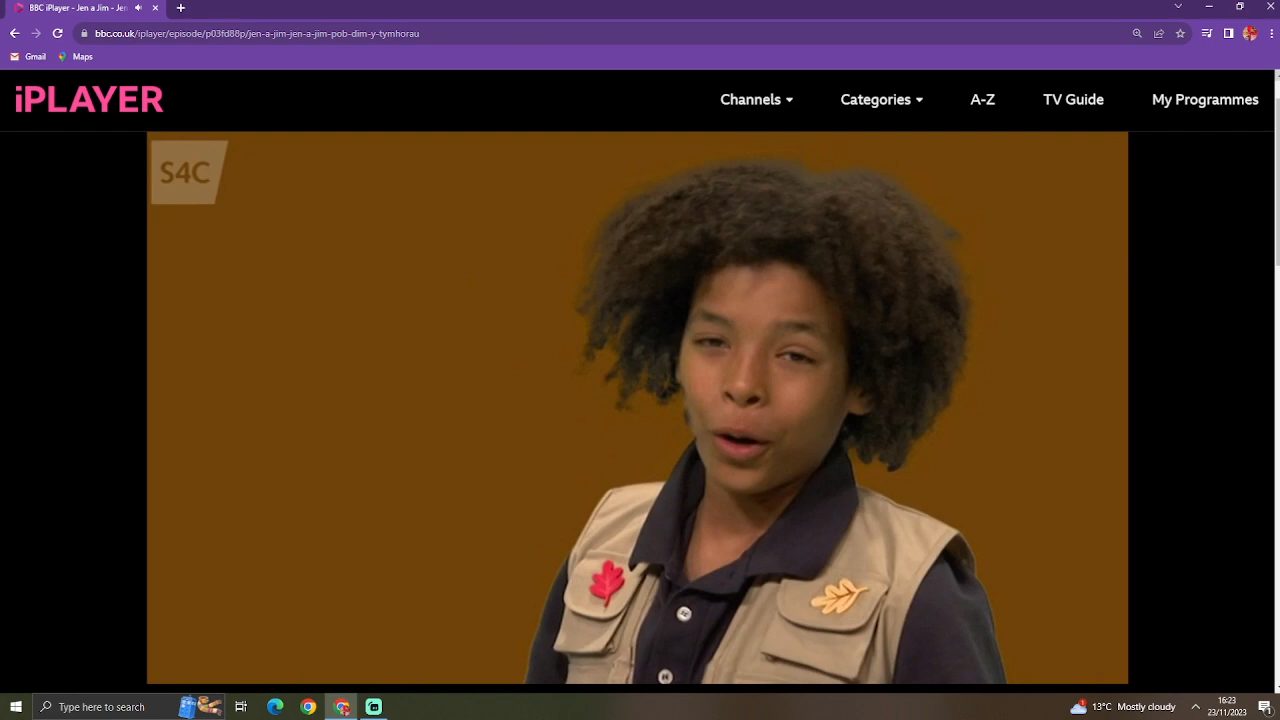 BBC iPlayer - Jen a Jim - Jen
bbc.co.uk/iplayer/episode/p03fd88p/jen-a-jim-jen-a-jim-pob-dim-y-tymhorau
Gmail Maps
iPLAYER Channels Categories A-Z TV Guide My Programmes
S4C
Type here to search
13°C Mostly cloudy
16:23
23/11/2023